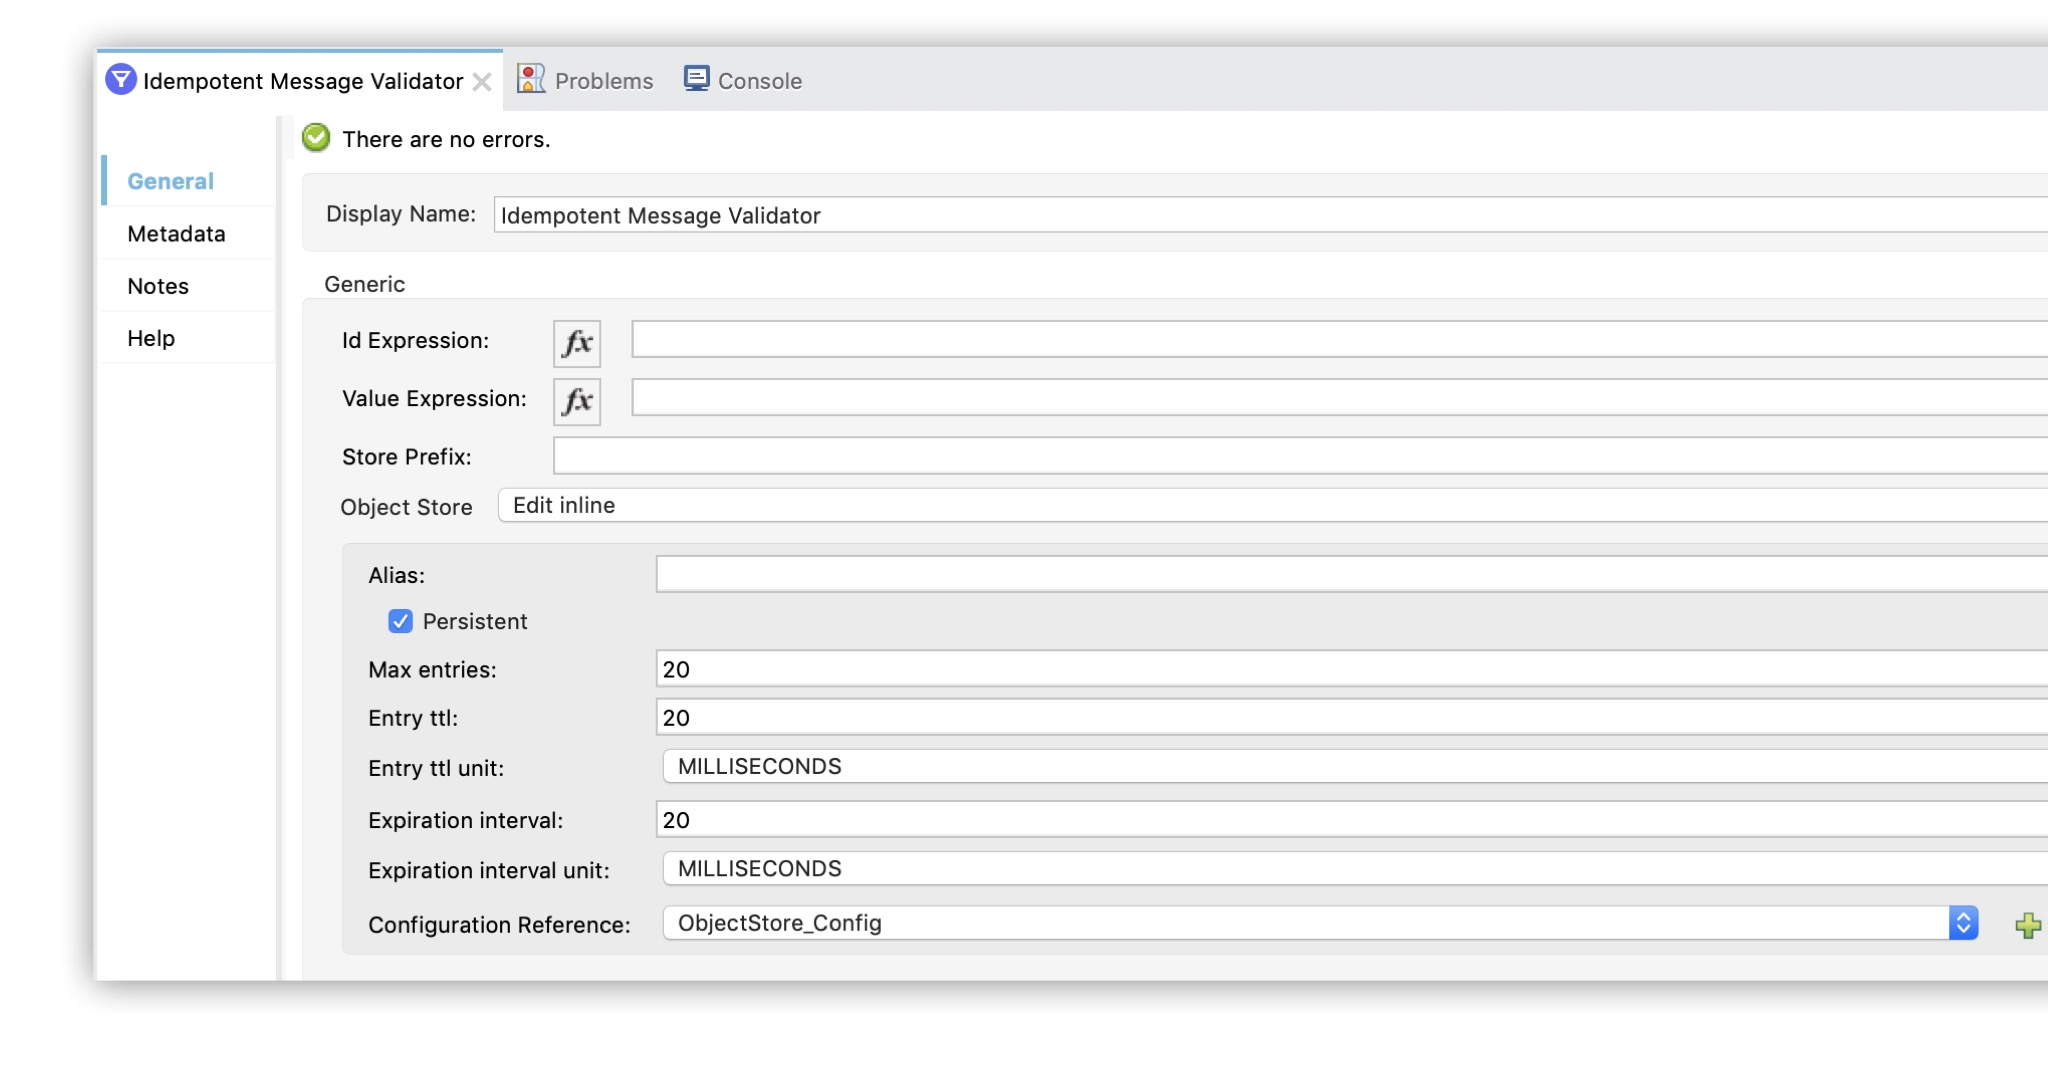 Idempotent Message Validator
Problems
Console
There are no errors.
General
Metadata
Notes
Help
Display Name: Idempotent Message Validator
Generic
Id Expression: fx
Value Expression: fx
Store Prefix:
Object Store Edit inline
Alias:
Persistent
Max entries: 20
Entry ttl: 20
Entry ttl unit: MILLISECONDS
Expiration interval: 20
Expiration interval unit: MILLISECONDS
Configuration Reference: ObjectStore_Config